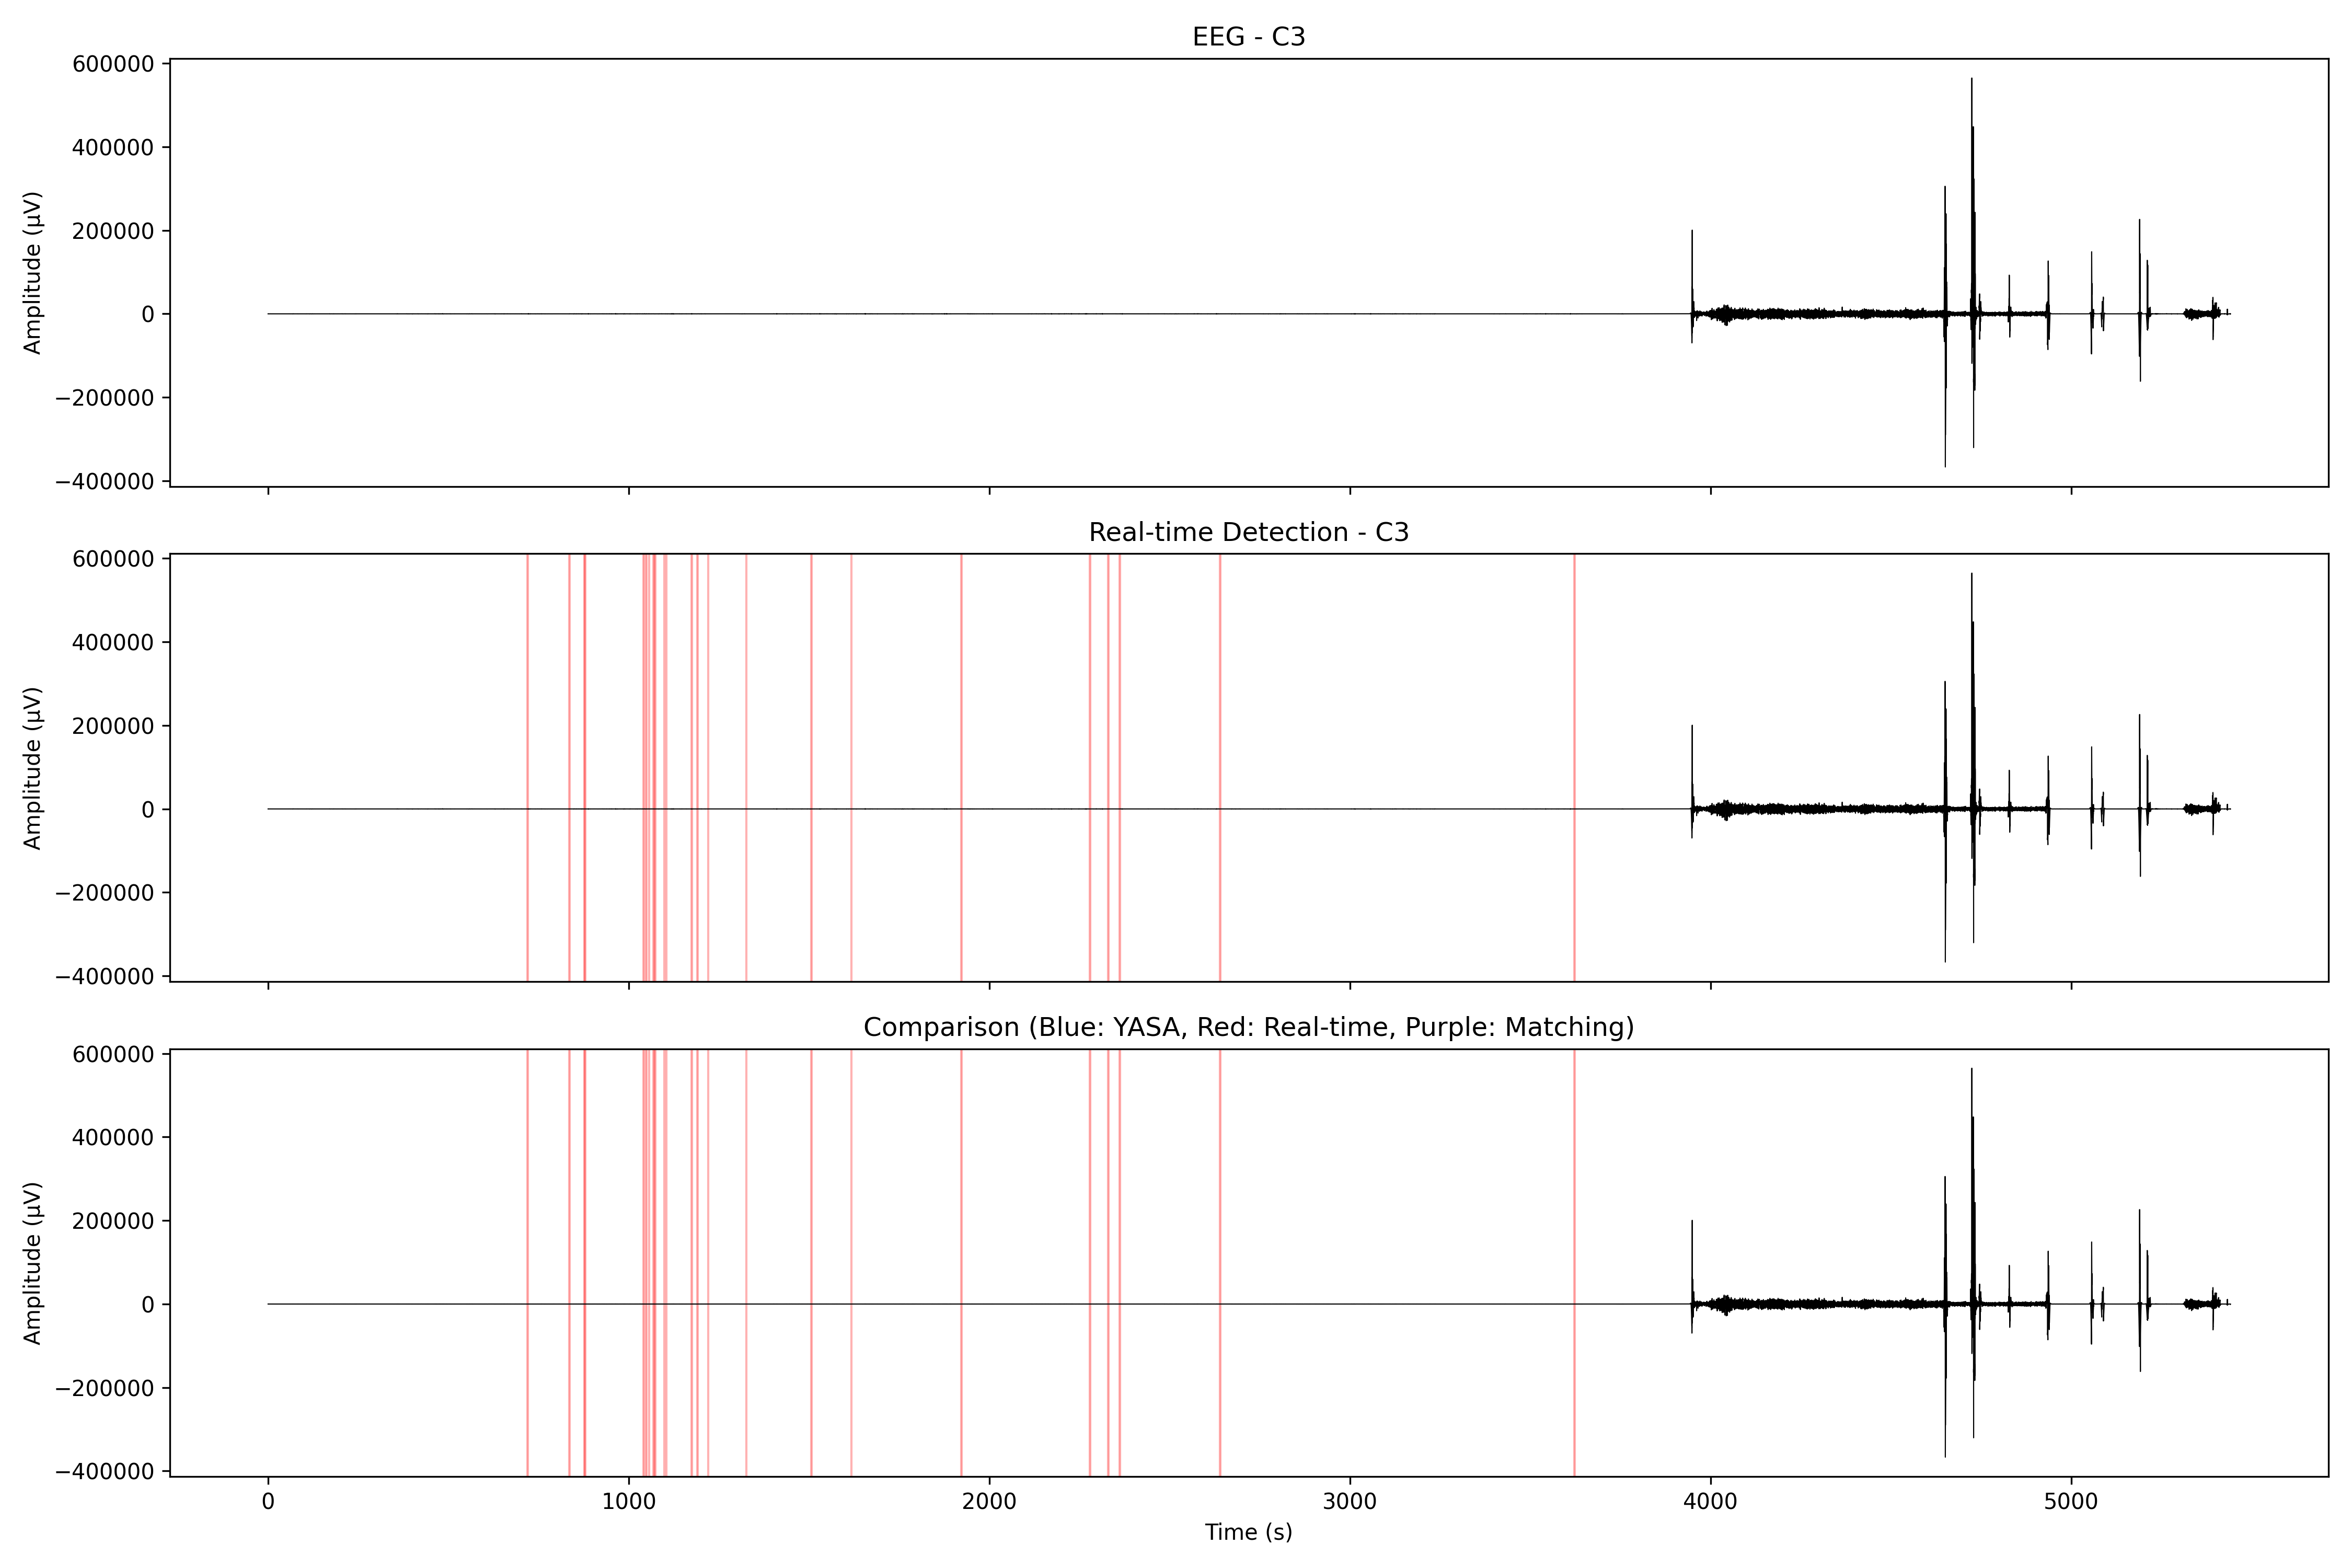 EEG - C3
600000
400000
200000
0
−200000
−400000
Amplitude (µV)
Real-time Detection - C3
600000
400000
200000
0
−200000
−400000
Amplitude (µV)
Comparison (Blue: YASA, Red: Real-time, Purple: Matching)
600000
400000
200000
0
−200000
−400000
Amplitude (µV)
0 1000 2000 3000 4000 5000
Time (s)